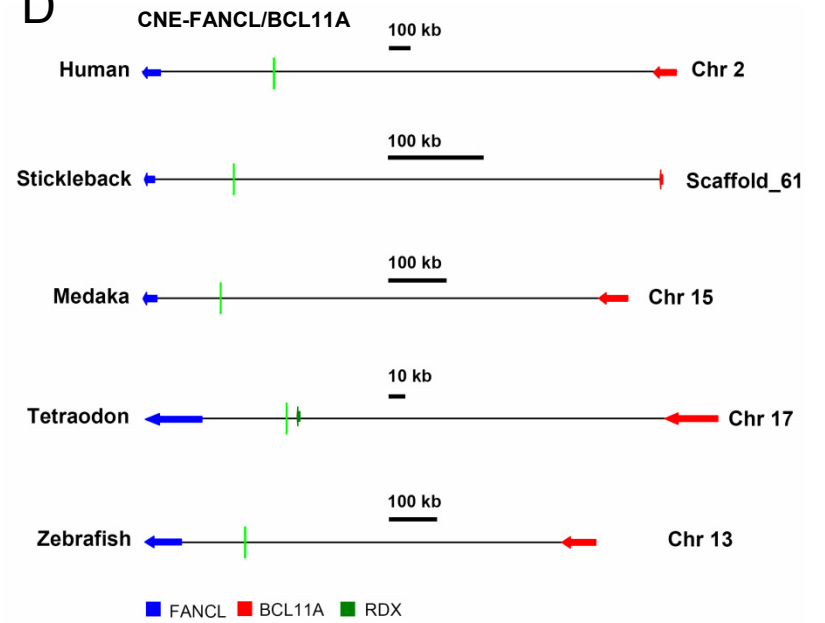 D
CNE-FANCL/BCL11A
100 kb
Human Chr 2
100 kb
Stickleback Scaffold_61
100 kb
Medaka Chr 15
10 kb
Tetraodon Chr 17
100 kb
Zebrafish Chr 13
FANCL BCL11A RDX